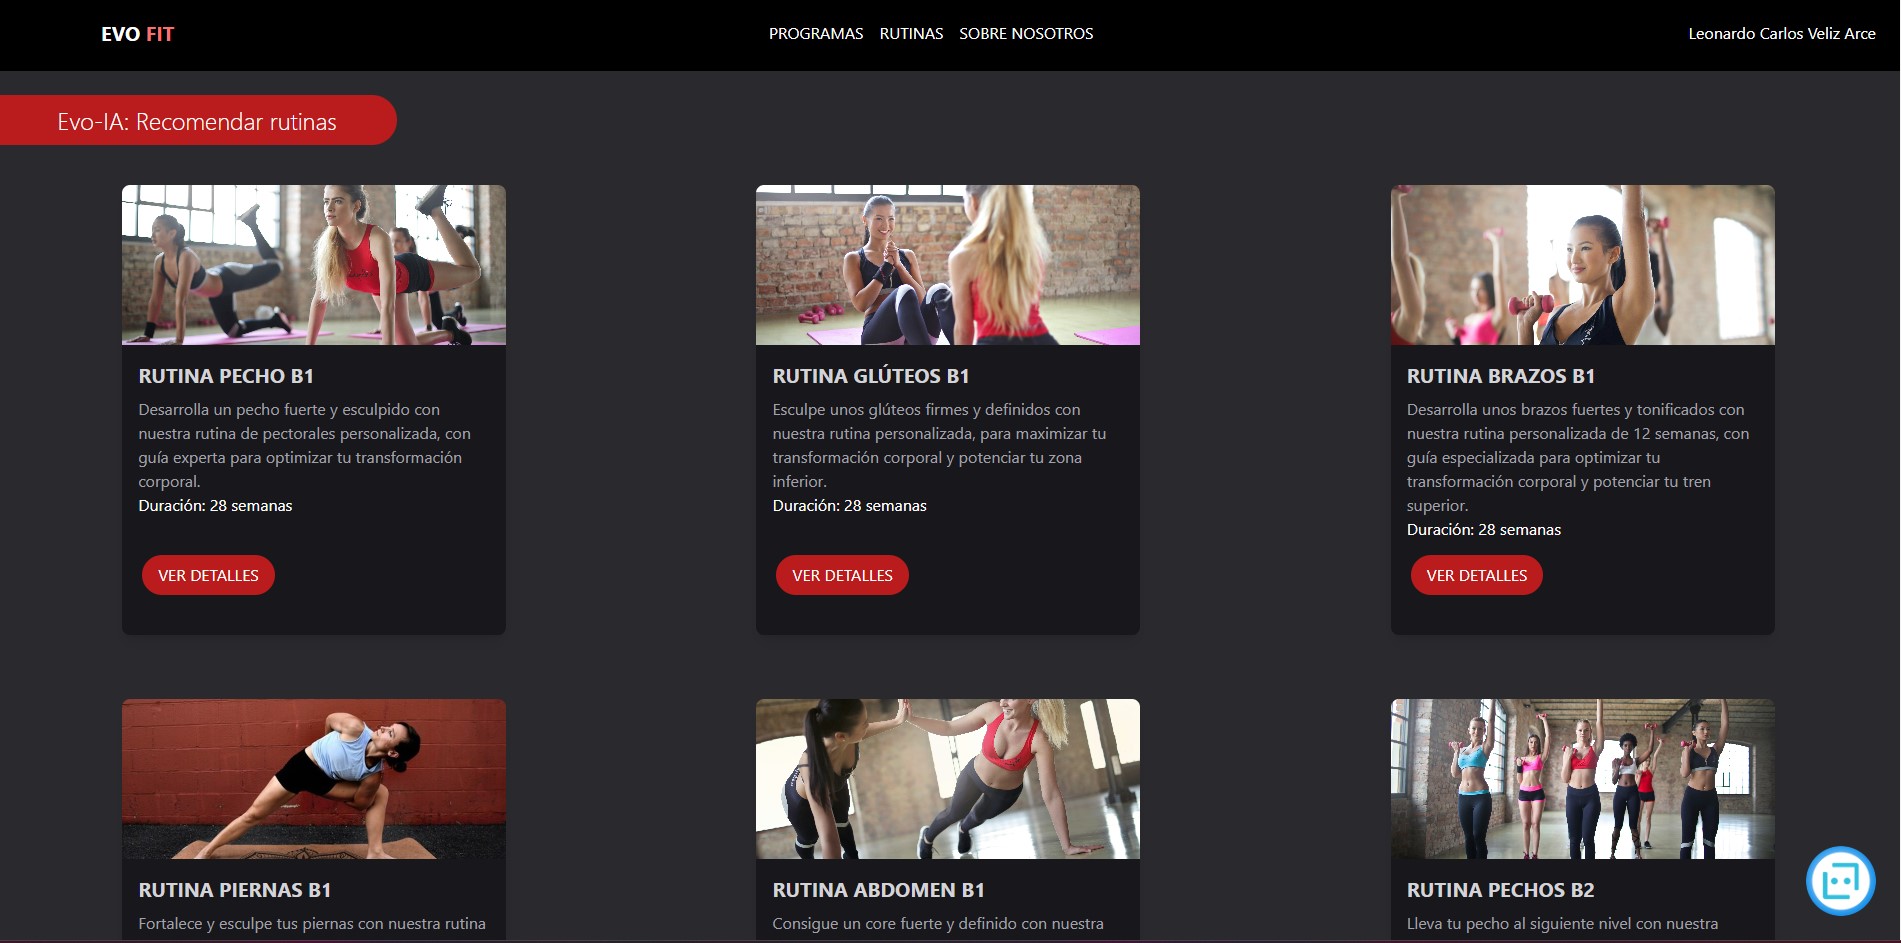 EVO FIT
PROGRAMAS RUTINAS SOBRE NOSOTROS
Leonardo Carlos Veliz Arce
Evo-IA: Recomendar rutinas
RUTINA PECHO B1
Desarrolla un pecho fuerte y esculpido con
nuestra rutina de pectorales personalizada, con
guía experta para optimizar tu transformación
corporal.
Duración: 28 semanas
VER DETALLES
RUTINA GLÚTEOS B1
Esculpe unos glúteos firmes y definidos con
nuestra rutina personalizada, para maximizar tu
transformación corporal y potenciar tu zona
inferior.
Duración: 28 semanas
VER DETALLES
RUTINA BRAZOS B1
Desarrolla unos brazos fuertes y tonificados con
nuestra rutina personalizada de 12 semanas, con
guía especializada para optimizar tu
transformación corporal y potenciar tu tren
superior.
Duración: 28 semanas
VER DETALLES
RUTINA PIERNAS B1
Fortalece y esculpe tus piernas con nuestra rutina
RUTINA ABDOMEN B1
Consigue un core fuerte y definido con nuestra
RUTINA PECHOS B2
Lleva tu pecho al siguiente nivel con nuestra